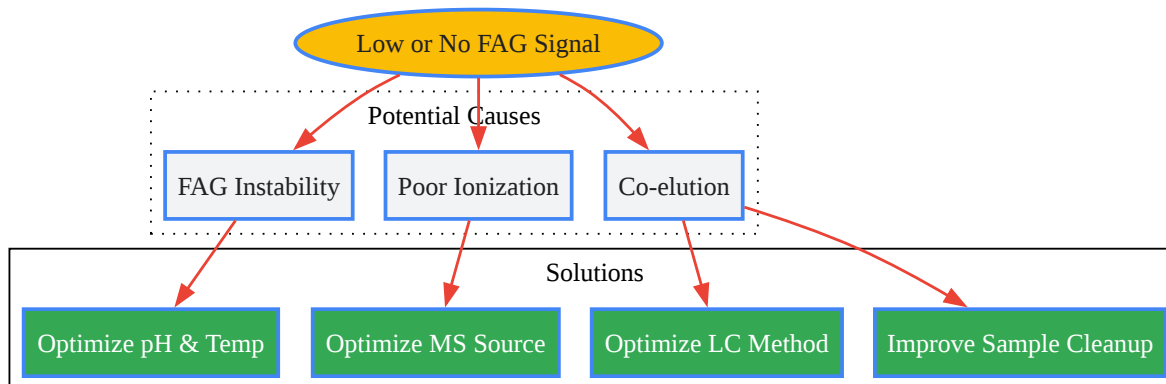 Low or No FAG Signal
Potential Causes
FAG Instability
Poor Ionization
Co-elution
Solutions
Optimize pH & Temp
Optimize MS Source
Optimize LC Method
Improve Sample Cleanup